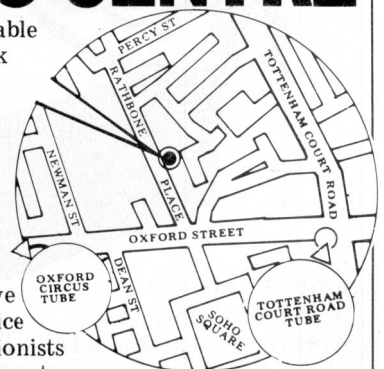 CENTRE
able
PERCY ST
RATHBONE
PLACE
TOTTENHAM COURT ROAD
NEWMAN ST
OXFORD STREET
DEAN ST
OXFORD
CIRCUS
TUBE
SOHO
SQUARE
TOTTENHAM
COURT ROAD
TUBE
ve
ice
ionists